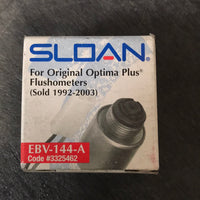 SLOAN
For Original Optima Plus®
Flushometers
(Sold 1992-2003)
EBV-144-A
Code #3325462